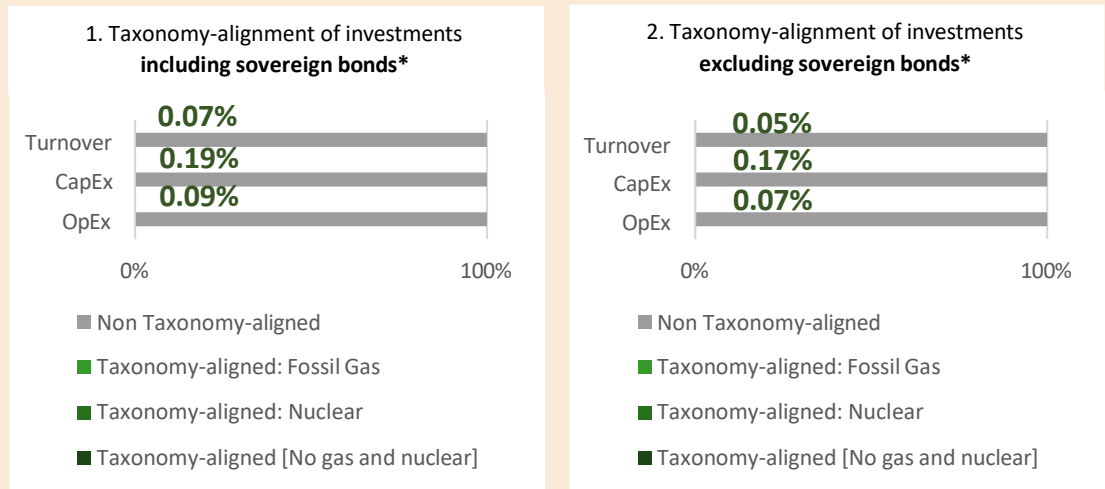 1. Taxonomy-alignment of investments
including sovereign bonds*
0.07%
Turnover
0.19%
CapEx
0.09%
OpEx
0%
100%
Non Taxonomy-aligned
Taxonomy-aligned: Fossil Gas
Taxonomy-aligned: Nuclear
Taxonomy-aligned [No gas and nuclear]
2. Taxonomy-alignment of investments
excluding sovereign bonds*
0.05%
Turnover
0.17%
CapEx
0.07%
OpEx
0%
100%
Non Taxonomy-aligned
Taxonomy-aligned: Fossil Gas
Taxonomy-aligned: Nuclear
Taxonomy-aligned [No gas and nuclear]